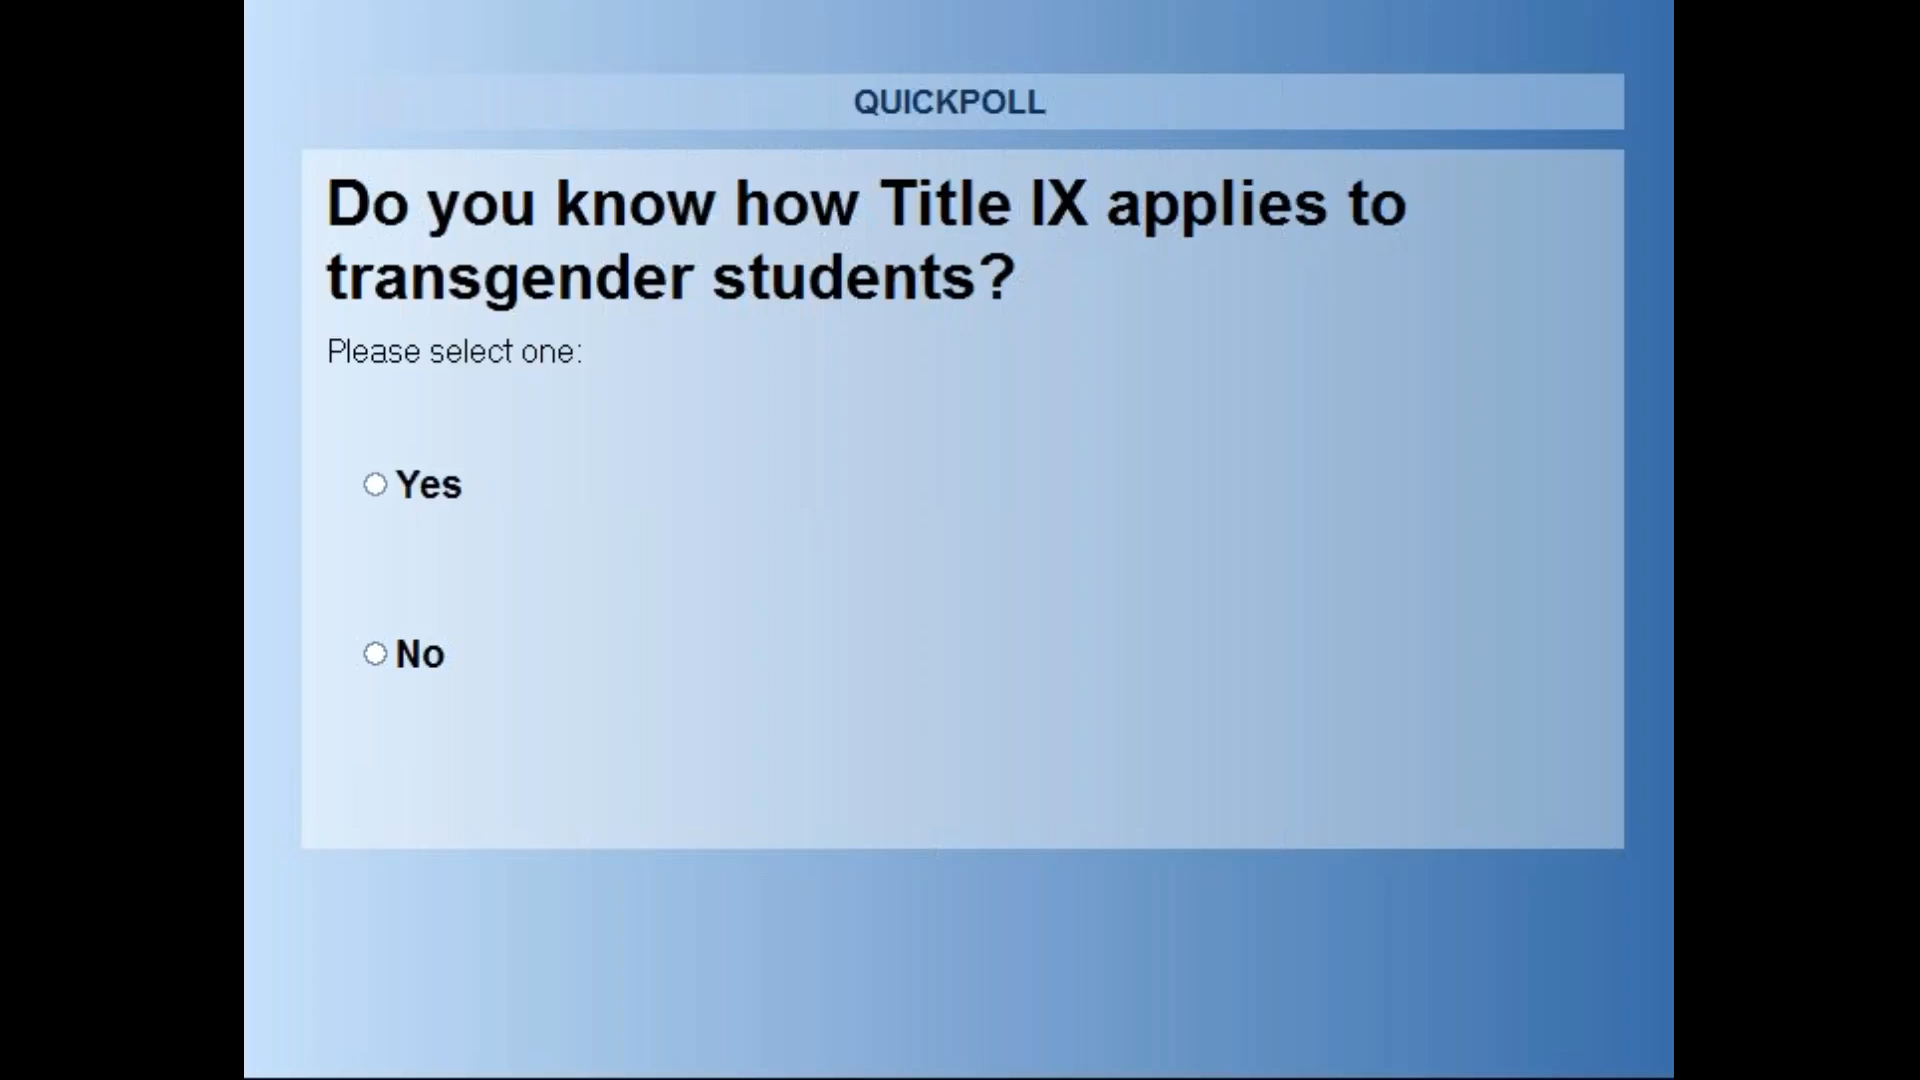 QUICKPOLL
Do you know how Title IX applies to
transgender students?
Please select one:
Yes
No